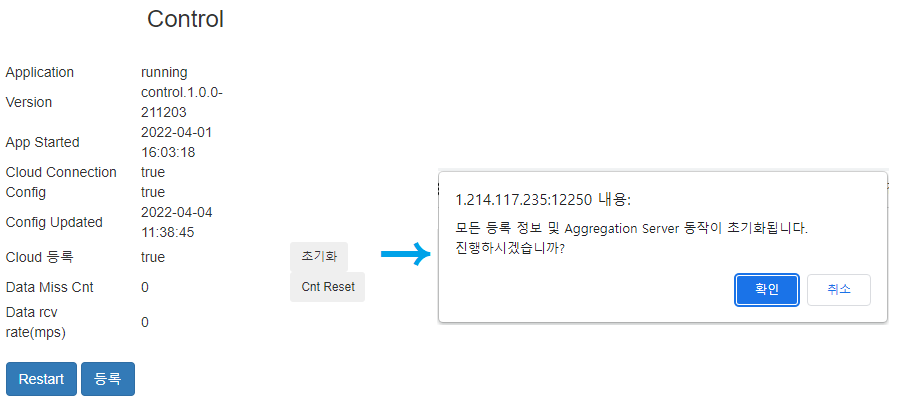 Control
Application running
Version control.1.0.0-
211203
App Started 2022-04-01
16:03:18
Cloud Connection true
Config true
Config Updated 2022-04-04
11:38:45
Cloud 등록 true 초기화
Data Miss Cnt 0 Cnt Reset
Data rcv
rate(mps) 0
Restart 등록
1.214.117.235:12250 내용:
모든 등록 정보 및 Aggregation Server 동작이 초기화됩니다.
진행하시겠습니까?
확인 취소